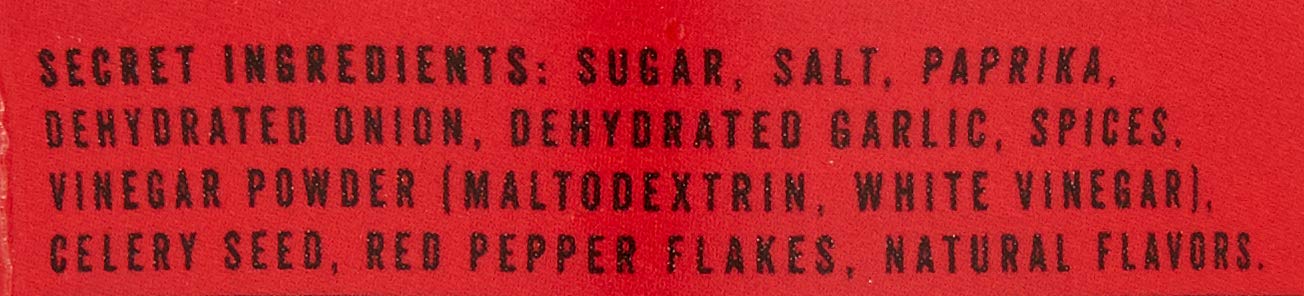 SECRET INGREDIENTS: SUGAR, SALT, PAPRIKA,
DEHYDRATED ONION, DEHYDRATED GARLIC, SPICES,
VINEGAR POWDER (MALTODEXTRIN, WHITE VINEGAR),
CELERY SEED, RED PEPPER FLAKES, NATURAL FLAVORS.